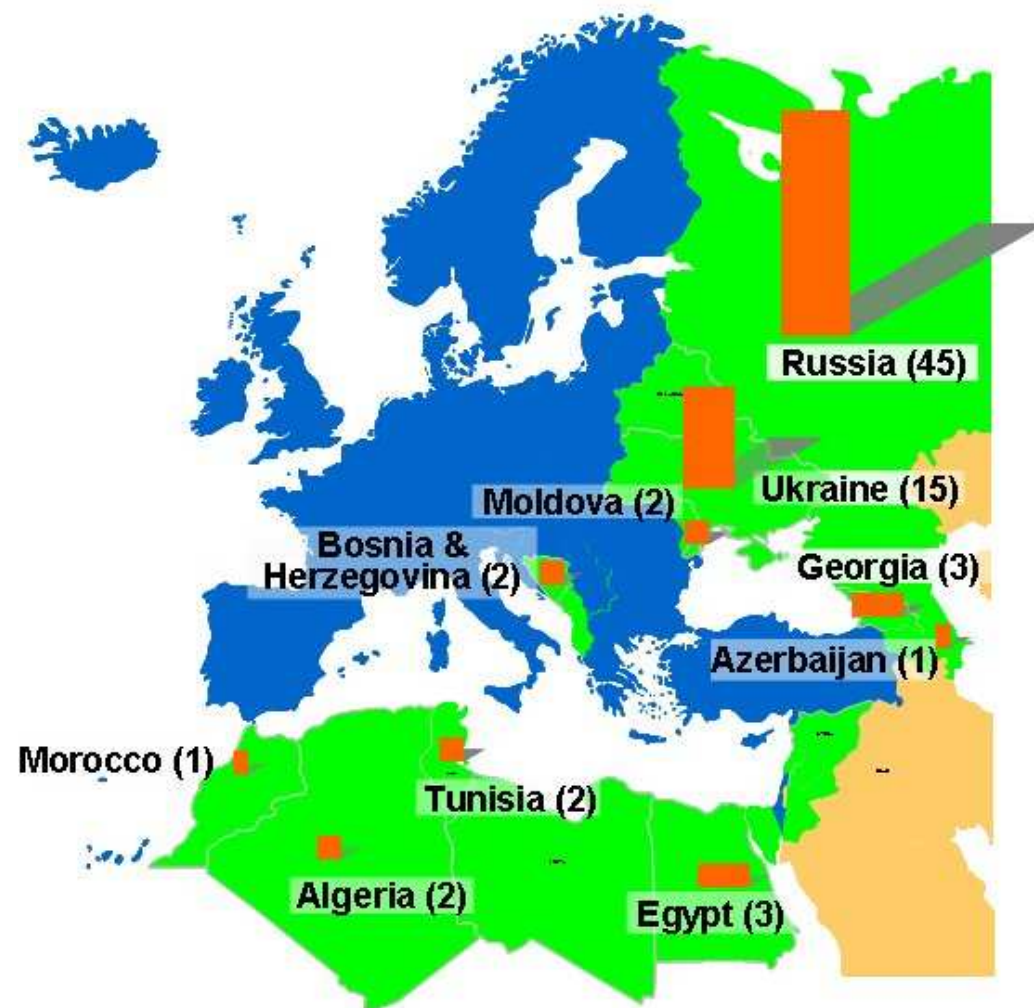 Russia (45)
Ukraine (15)
Moldova (2)
Bosnia &
Herzegovina (2)
Georgia (3)
Azerbaijan (1)
Morocco (1)
Tunisia (2)
Algeria (2)
Egypt (3)